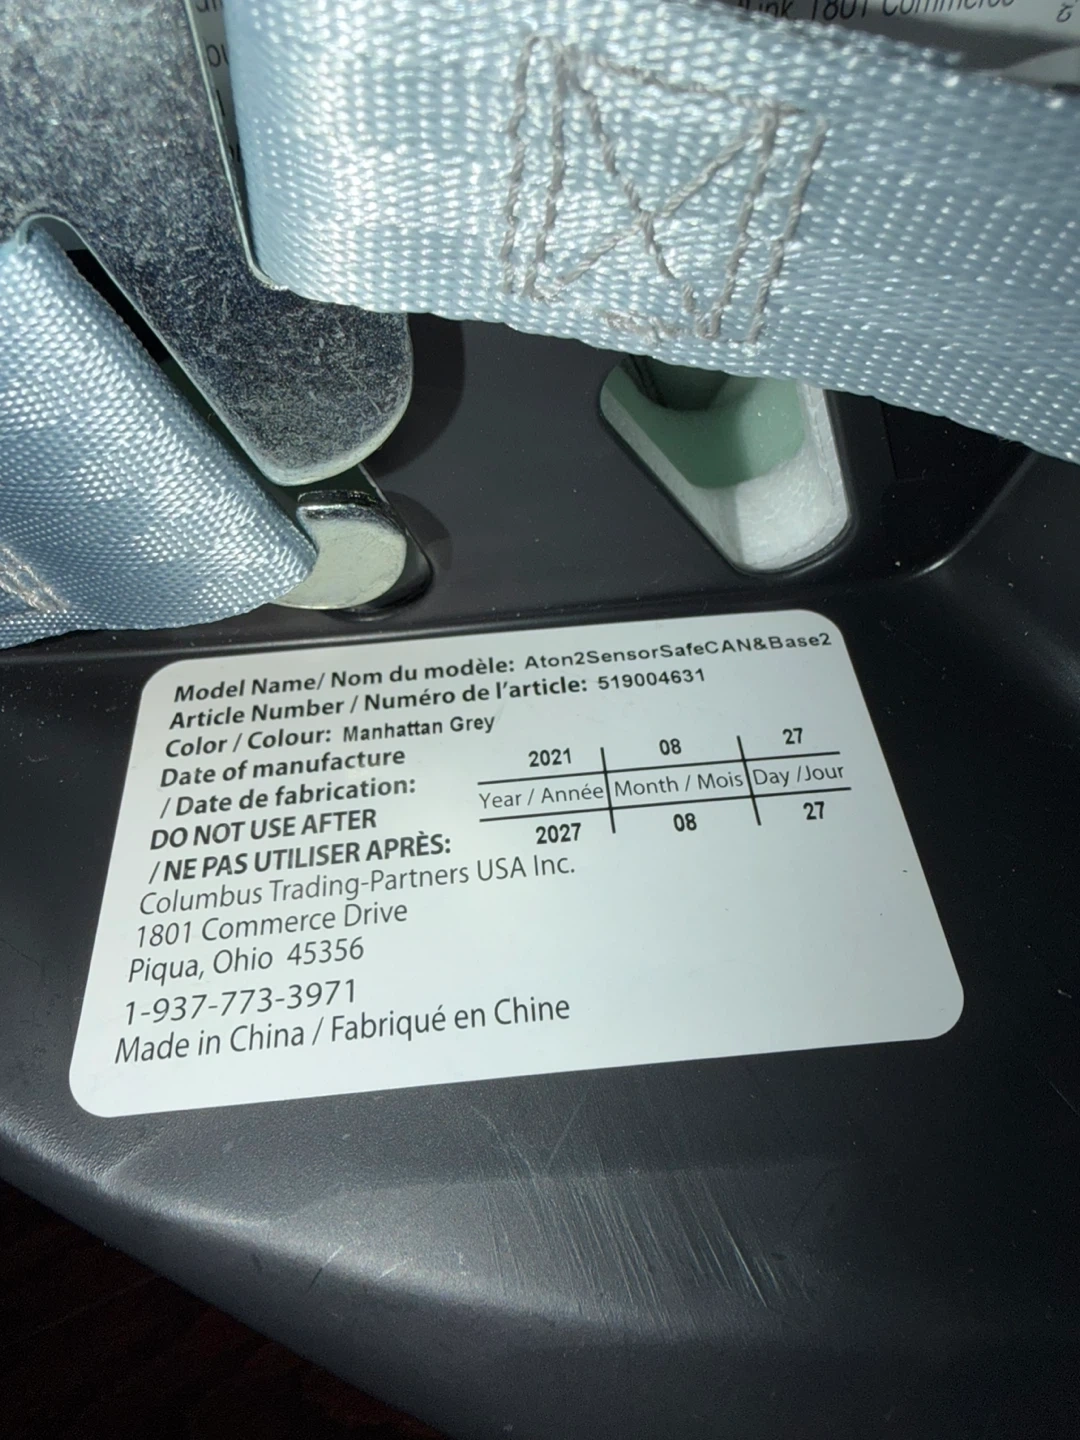 1801 Commerce
Model Name/ Nom du modèle: Aton2SensorSafeCAN&Base2
Article Number / Numéro de l'article: 519004631
Color / Colour: Manhattan Grey
Date of manufacture
/ Date de fabrication:
2021 08 27
Year / Année Month / Mois Day /Jour
DO NOT USE AFTER
/ NE PAS UTILISER APRÈS:
2027 08 27
Columbus Trading-Partners USA Inc.
1801 Commerce Drive
Piqua, Ohio 45356
1-937-773-3971
Made in China / Fabriqué en Chine